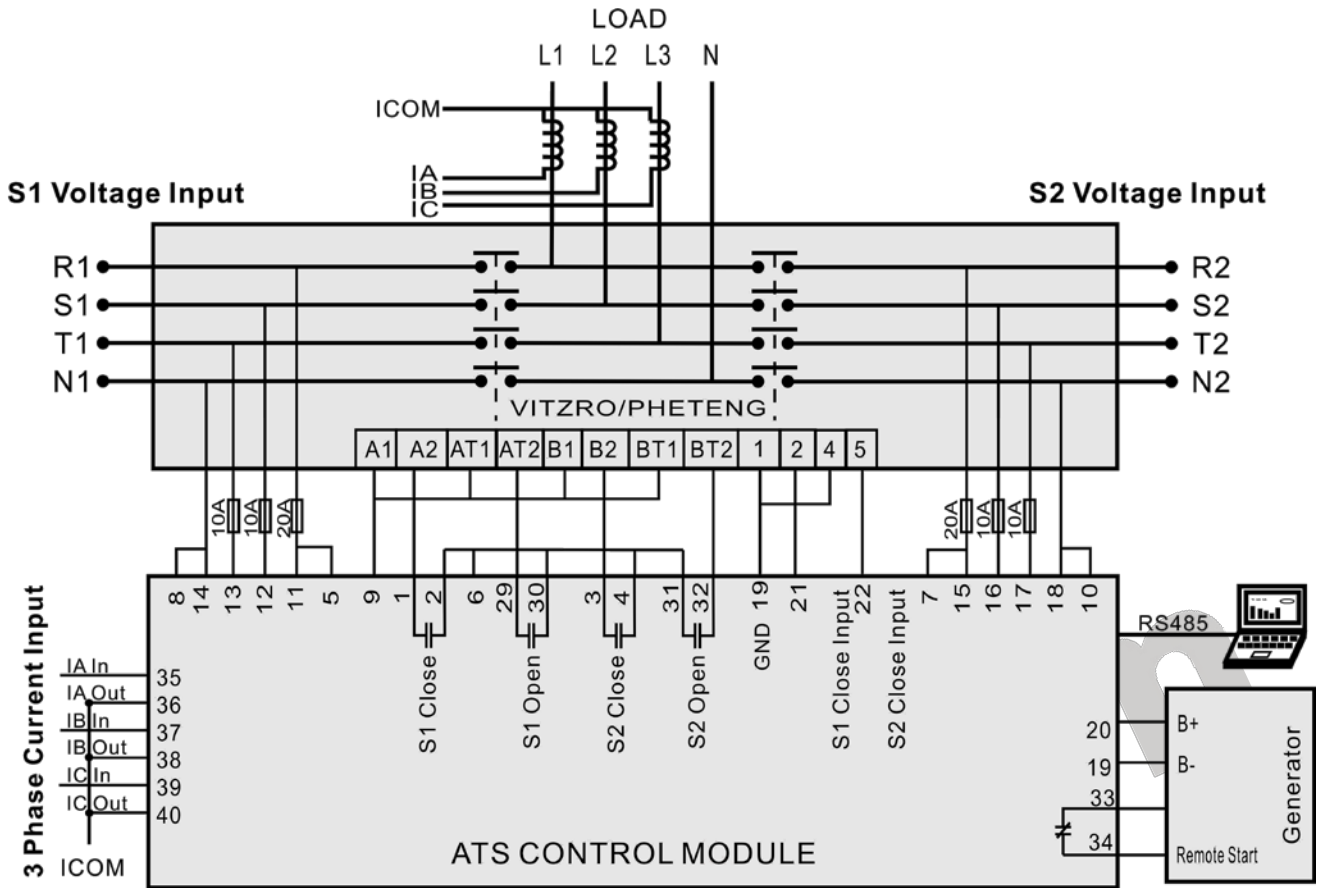 LOAD
L1 L2 L3 N
ICOM
IA
IB
IC
S1 Voltage Input
S2 Voltage Input
R1
S1
T1
N1
R2
S2
T2
N2
VITZRO/PHETENG
A1 A2 AT1 AT2 B1 B2 BT1 BT2 1 2 4 5
10A 10A 20A
20A 10A 10A
8 14 13 12 11 5 9 1 2 6 29 30 3 4 31 32 19 21 22 7 15 16 17 18 10
S1 Close
S1 Open
S2 Close
S2 Open
GND
S1 Close Input
S2 Close Input
RS485
3 Phase Current Input
IA In 35
IA Out 36
IB In 37
IB Out 38
IC In 39
IC Out 40
ICOM
ATS CONTROL MODULE
20 B+
19 B-
33
34 Remote Start
Generator